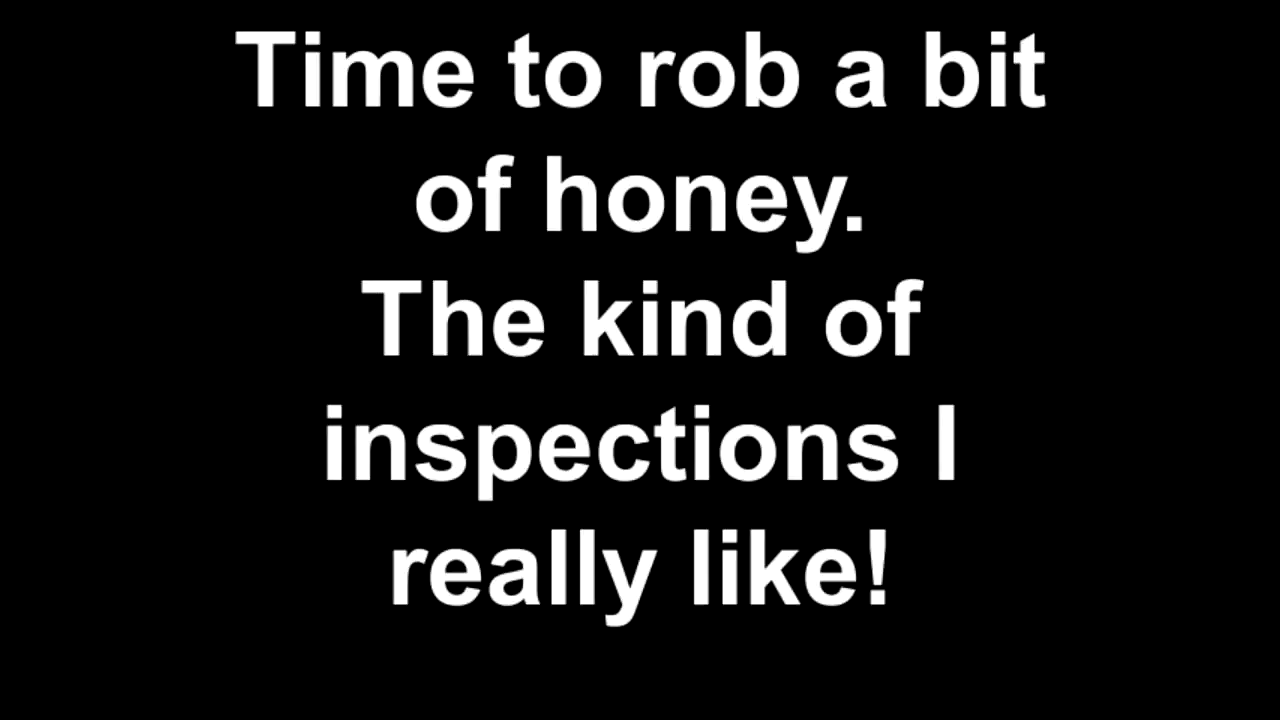 Time to rob a bit
of honey.
The kind of
inspections I
really like!